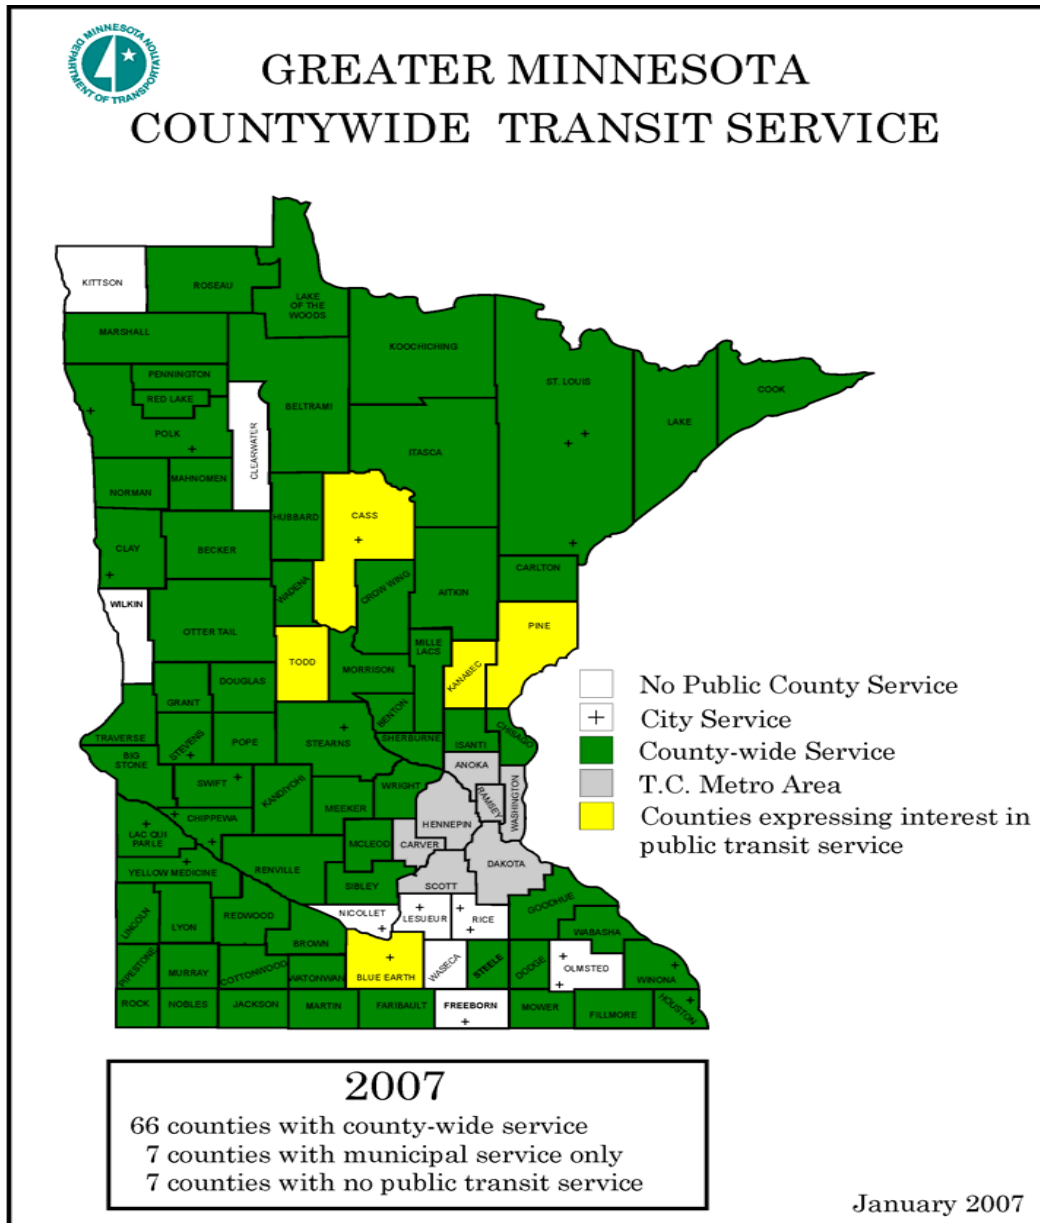 MINNESOTA DEPARTMENT OF TRANSPORTATION
GREATER MINNESOTA
COUNTYWIDE TRANSIT SERVICE
KITTSON
ROSEAU
LAKE
OF THE
WOODS
MARSHALL
KOOCHICHING
PENNINGTON
RED LAKE
ST. LOUIS
COOK
BELTRAMI
LAKE
POLK
CLEARWATER
ITASCA
NORMAN
MAHNOMEN
HUBBARD
CASS
CLAY
BECKER
CARLTON
WADENA
CROW WING
AITKIN
WILKIN
PINE
OTTER TAIL
MILLE
LACS
TODD
MORRISON
KANABEC
DOUGLAS
GRANT
BENTON
TRAVERSE
STEVENS
POPE
STEARNS
SHERBURNE
ISANTI
CHISAGO
BIG
STONE
ANOKA
SWIFT
KANDIYOHI
WRIGHT
RAMSEY
WASHINGTON
MEEKER
CHIPPEWA
HENNEPIN
LAC QUI
PARLE
MCLEOD
CARVER
DAKOTA
YELLOW MEDICINE
RENVILLE
SIBLEY
SCOTT
LINCOLN
LYON
REDWOOD
NICOLLET
LESUEUR
RICE
GOODHUE
WABASHA
BROWN
PIPESTONE
MURRAY
COTTONWOOD
WATONWAN
BLUE EARTH
WASECA
STEELE
DODGE
OLMSTED
WINONA
ROCK
NOBLES
JACKSON
MARTIN
FARIBAULT
FREEBORN
MOWER
FILLMORE
HOUSTON
No Public County Service
+ City Service
County-wide Service
T.C. Metro Area
Counties expressing interest in
public transit service
2007
66 counties with county-wide service
7 counties with municipal service only
7 counties with no public transit service
January 2007